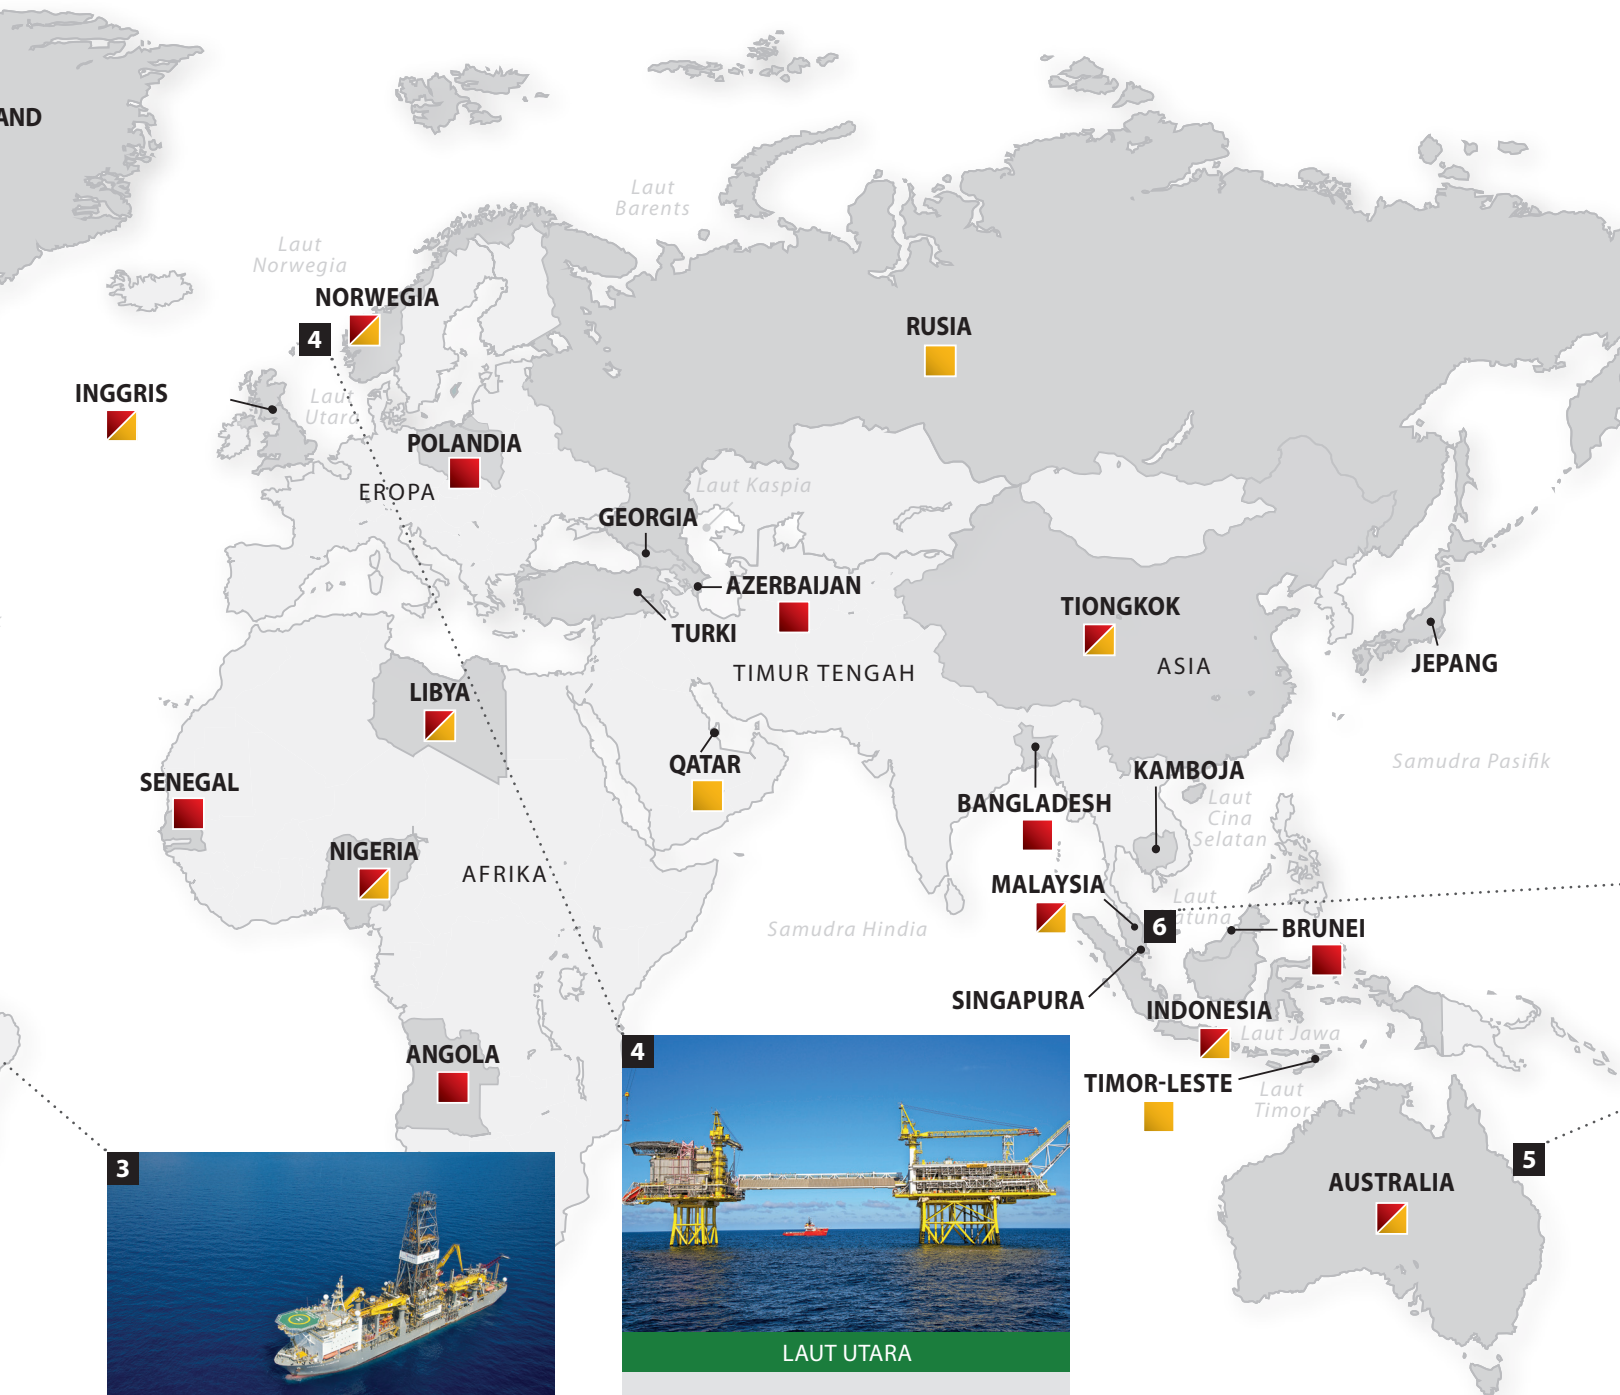 AND
Laut
Barents
Laut
Norwegia
NORWEGIA
4
RUSIA
INGGRIS
Laut
Utara
POLANDIA
EROPA
Laut Kaspia
GEORGIA
AZERBAIJAN
TURKI
TIONGKOK
ASIA
JEPANG
TIMUR TENGAH
LIBYA
QATAR
Samudra Pasifik
SENEGAL
KAMBOJA
BANGLADESH
Laut
Cina
Selatan
NIGERIA
AFRIKA
MALAYSIA
Laut
atuna
6
BRUNEI
Samudra Hindia
SINGAPURA
INDONESIA
Laut Jawa
ANGOLA
4
TIMOR-LESTE
Laut
Timor
3
5
AUSTRALIA
LAUT UTARA